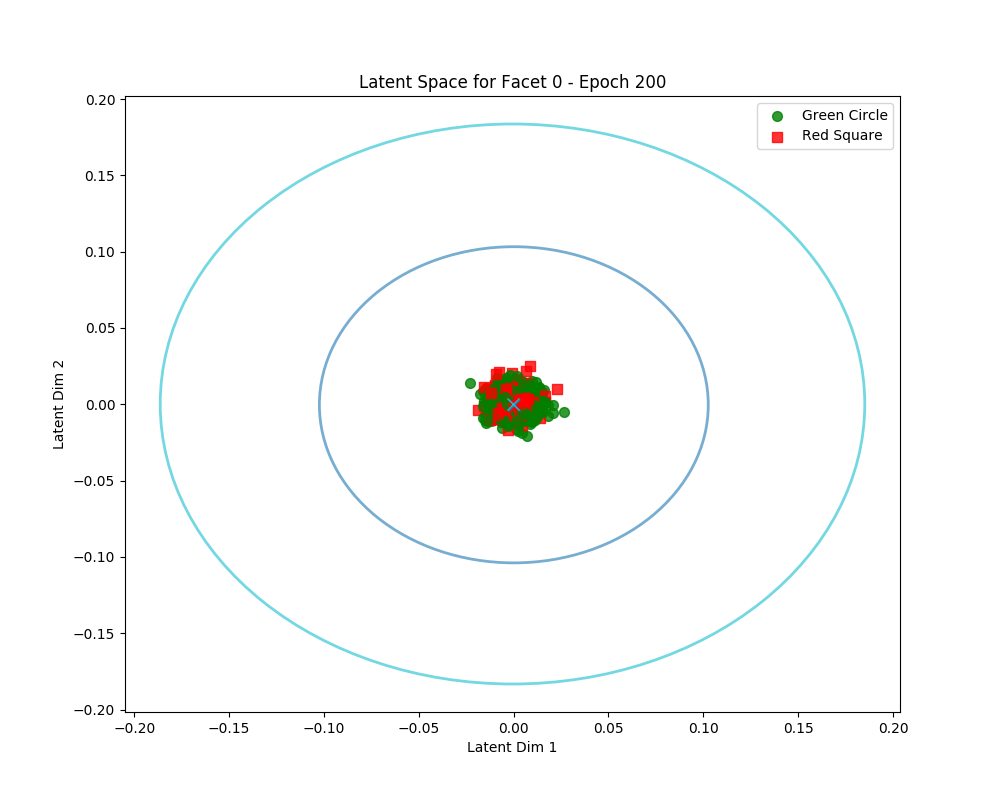 Latent Space for Facet 0 - Epoch 200
Green Circle
Red Square
0.20
0.15
0.10
0.05
0.00
−0.05
−0.10
−0.15
−0.20
Latent Dim 2
−0.20 −0.15 −0.10 −0.05 0.00 0.05 0.10 0.15 0.20
Latent Dim 1